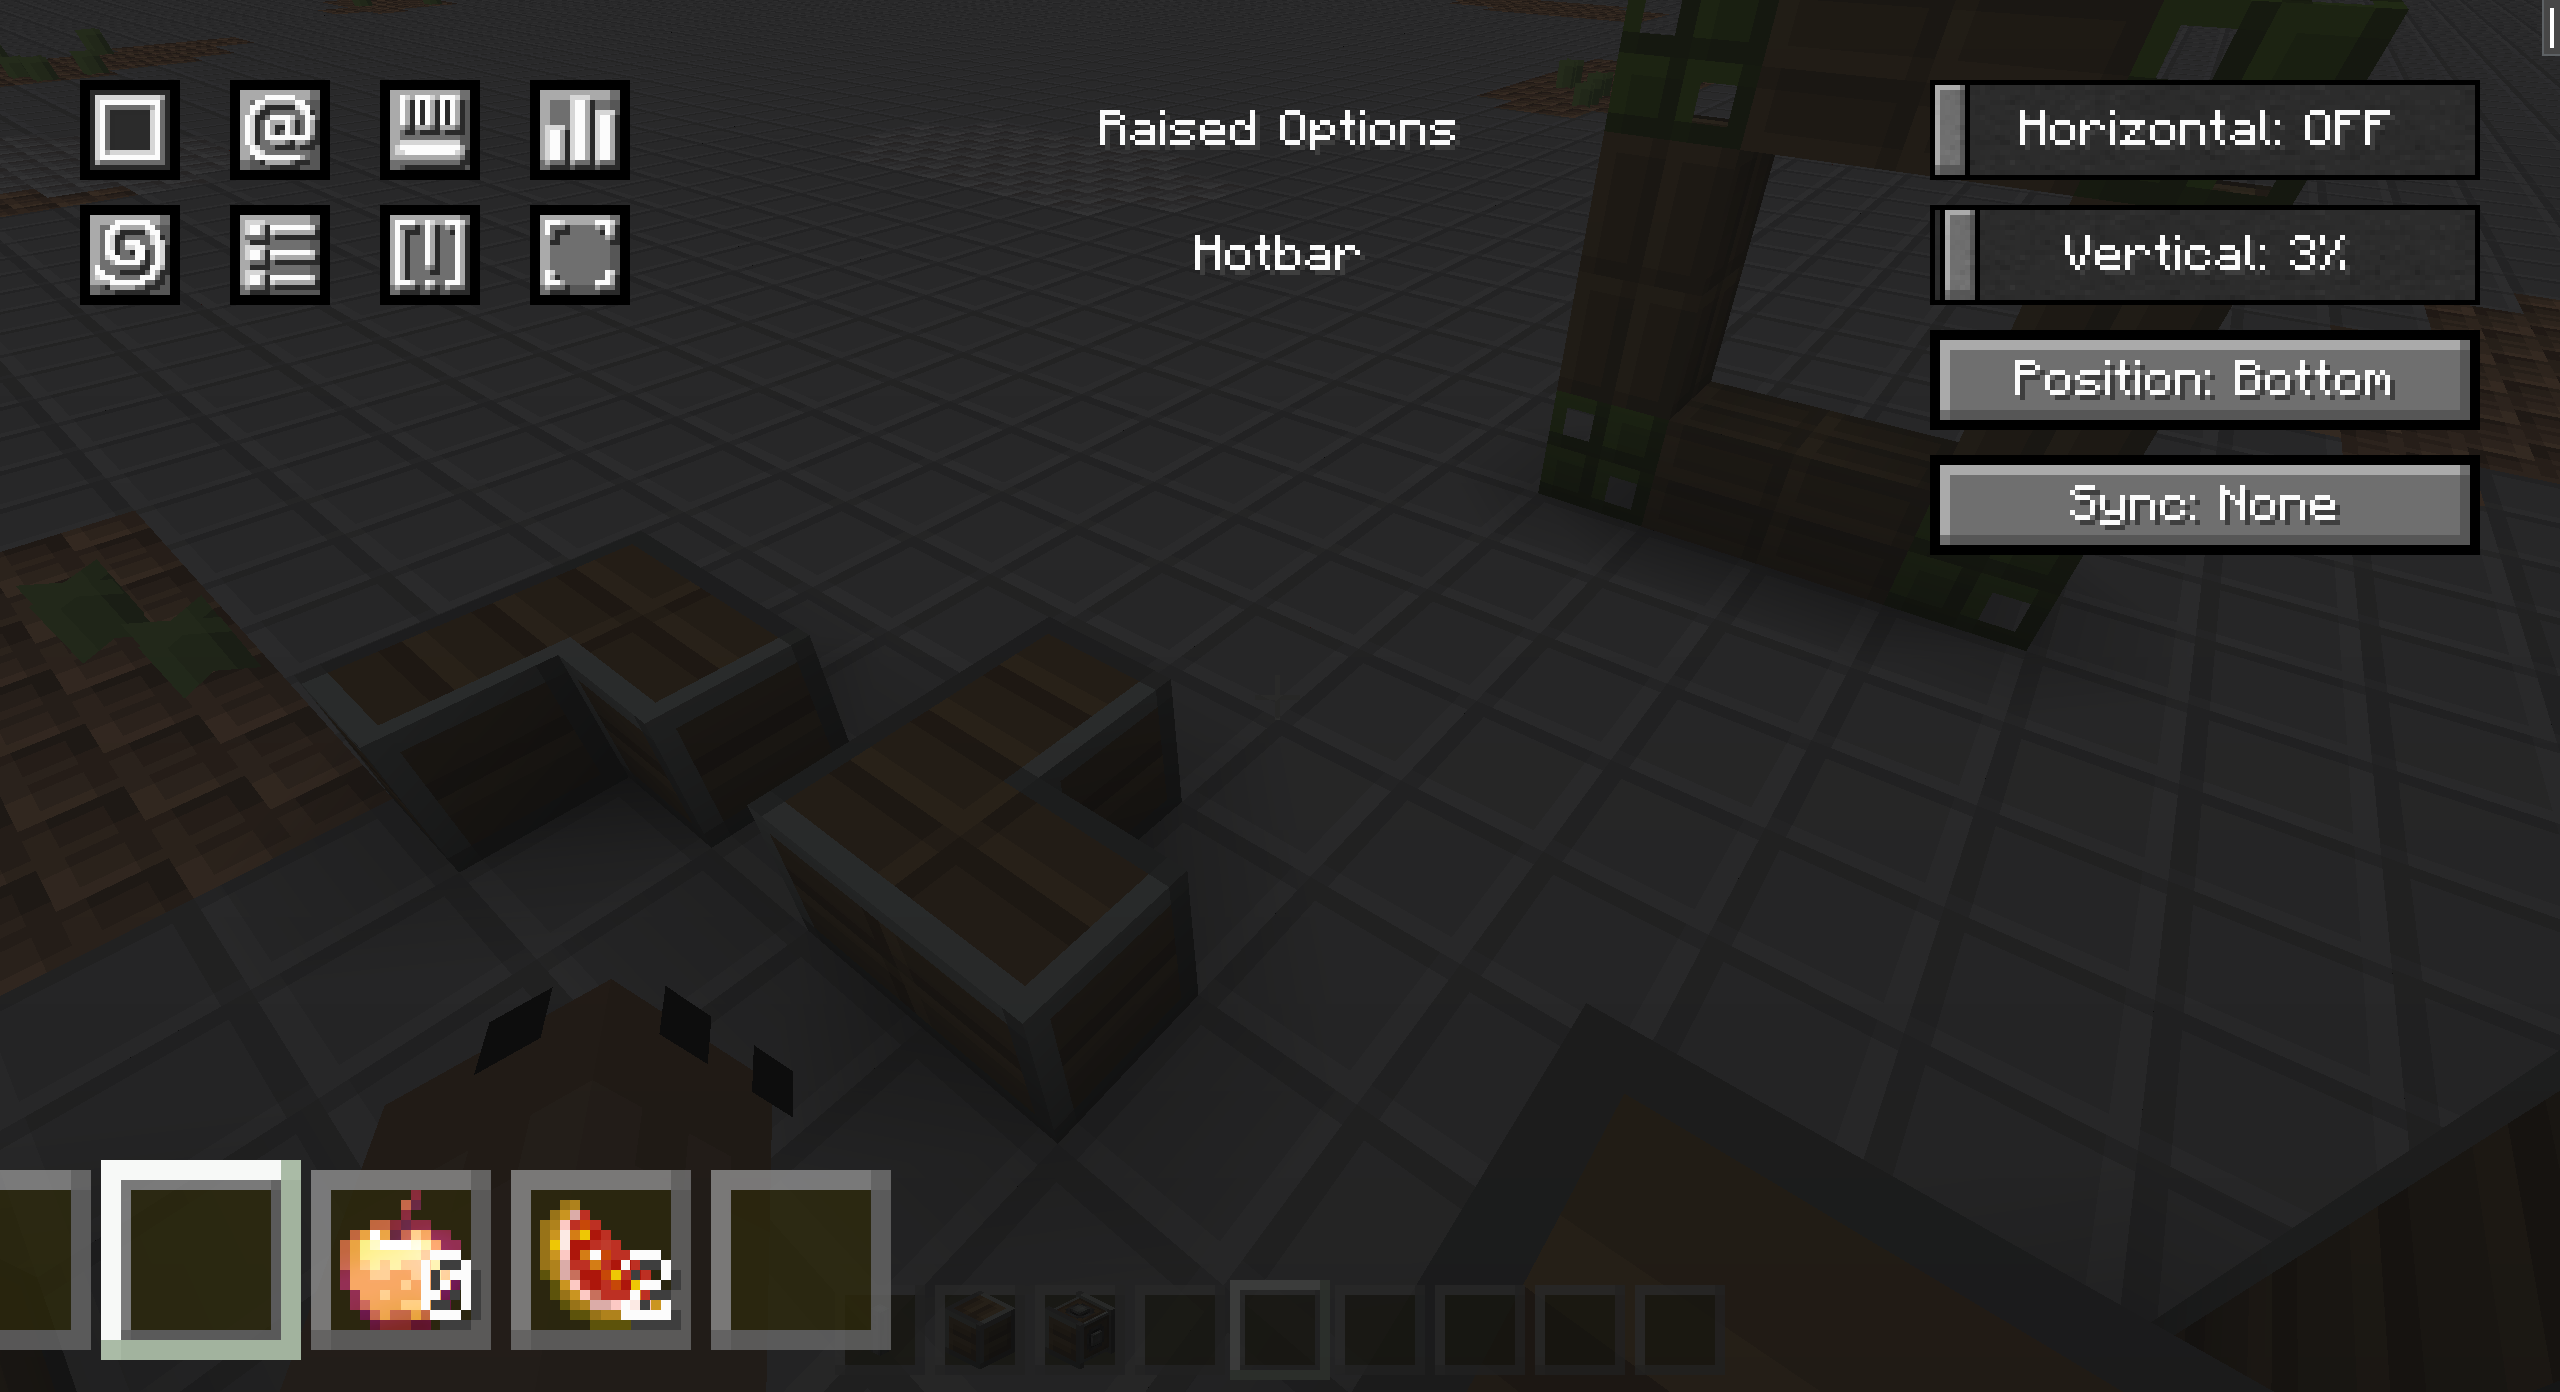 Raised Options
Hotbar
Horizontal: OFF
Vertical: 3%
Position: Bottom
Sync: None